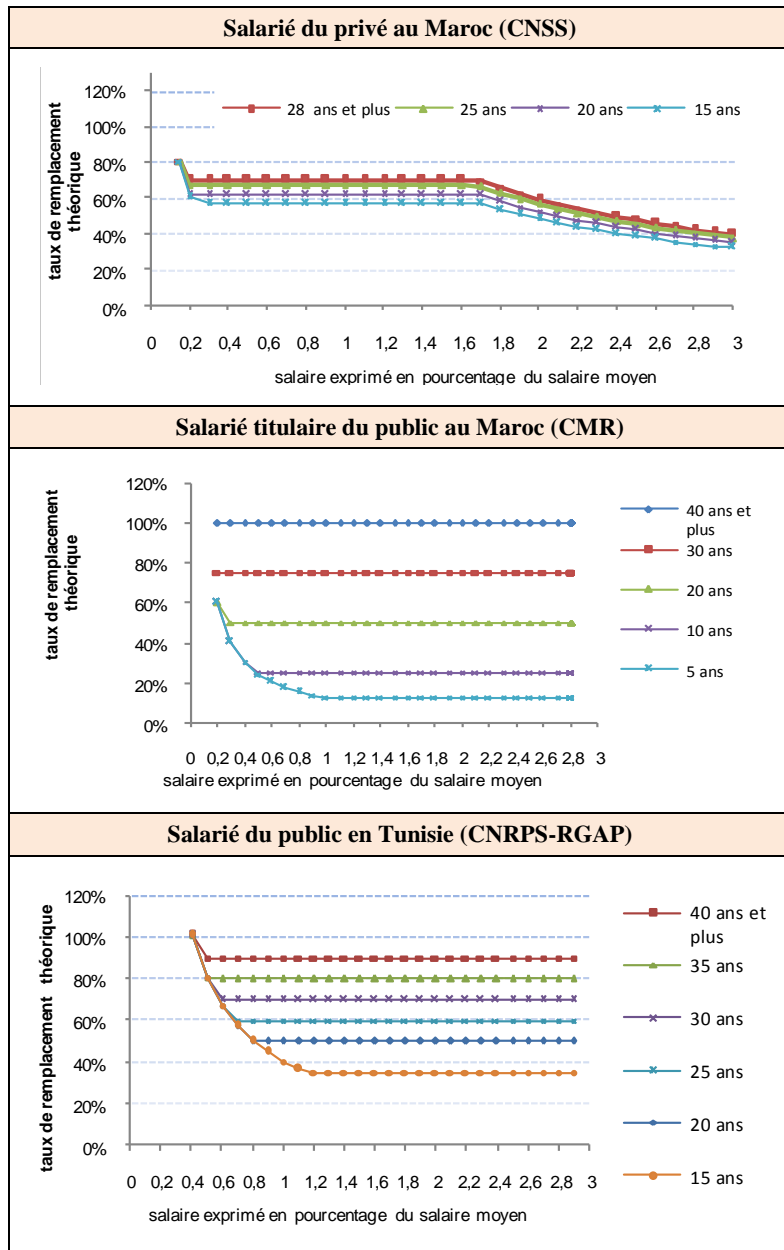 Salarié du privé au Maroc (CNSS)
taux de remplacement
théorique
120%
100%
80%
60%
40%
20%
0%
28 ans et plus 25 ans 20 ans 15 ans
0 0,2 0,4 0,6 0,8 1 1,2 1,4 1,6 1,8 2 2,2 2,4 2,6 2,8 3
salaire exprimé en pourcentage du salaire moyen
Salarié titulaire du public au Maroc (CMR)
taux de remplacement
théorique
120%
100%
80%
60%
40%
20%
0%
40 ans et
plus
30 ans
20 ans
10 ans
5 ans
0 0,2 0,4 0,6 0,8 1 1,2 1,4 1,6 1,8 2 2,2 2,4 2,6 2,8 3
salaire exprimé en pourcentage du salaire moyen
Salarié du public en Tunisie (CNRPS-RGAP)
taux de remplacement théorique
120%
100%
80%
60%
40%
20%
0%
40 ans et
plus
35 ans
30 ans
25 ans
20 ans
15 ans
0 0,2 0,4 0,6 0,8 1 1,2 1,4 1,6 1,8 2 2,2 2,4 2,6 2,8 3
salaire exprimé en pourcentage du salaire moyen